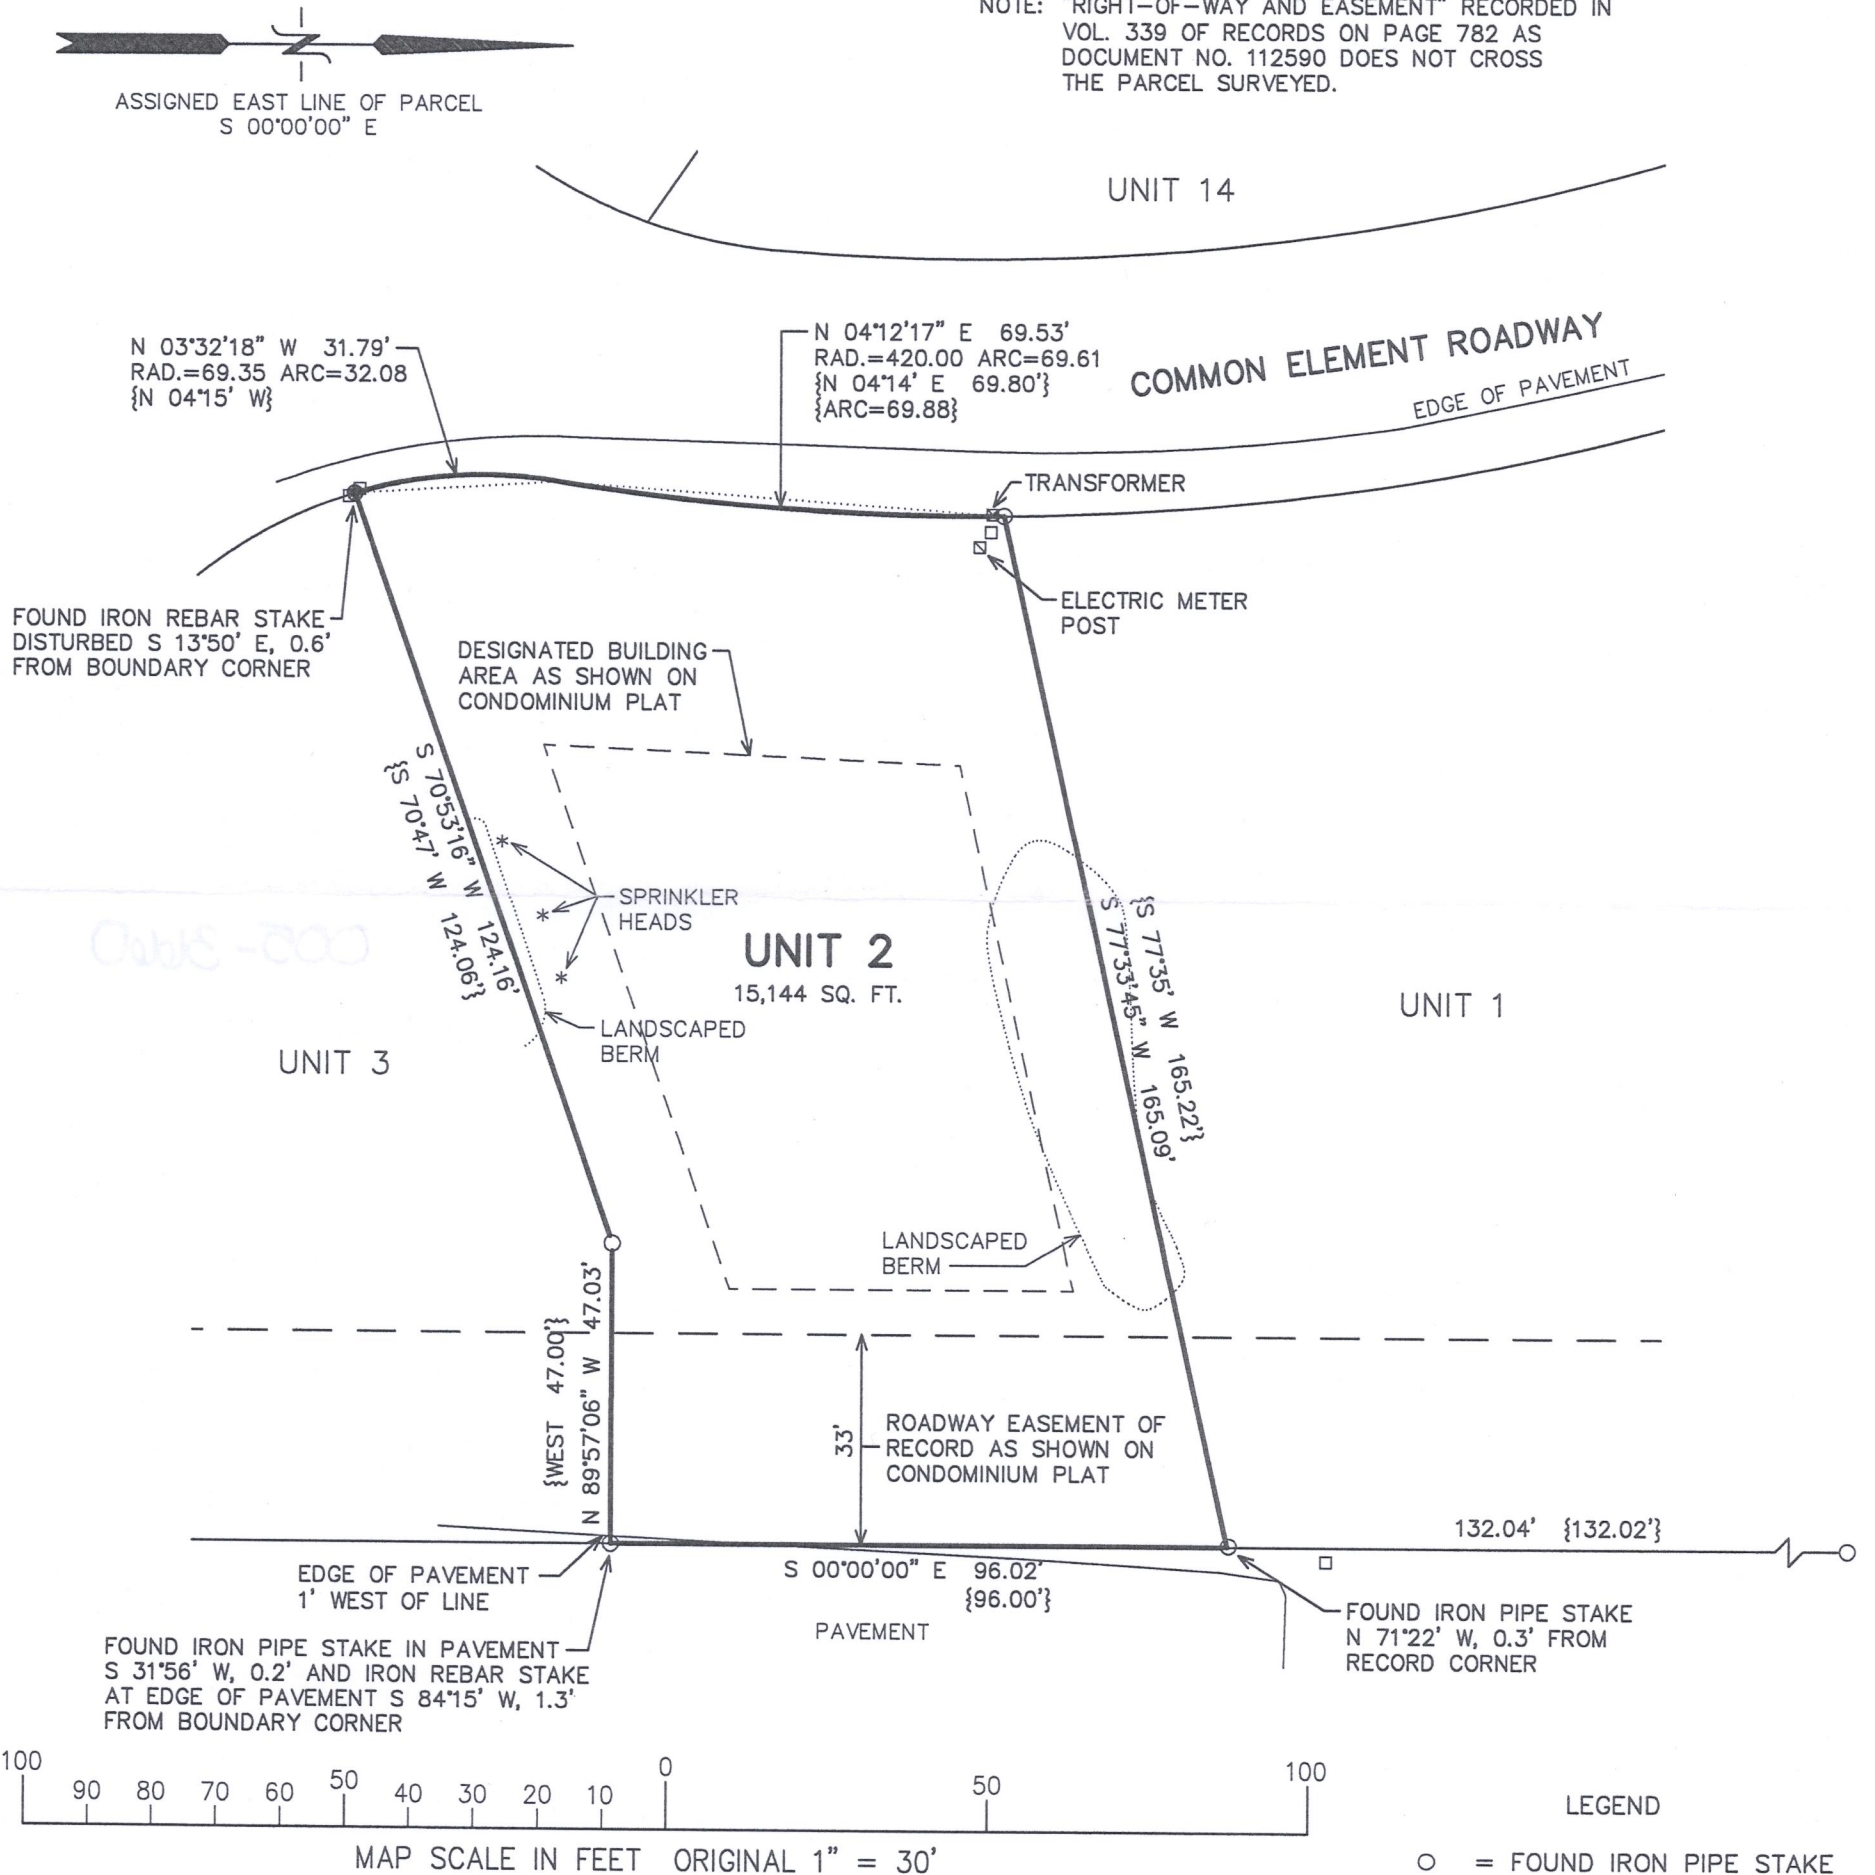 NOTE: "RIGHT-OF-WAY AND EASEMENT" RECORDED IN
VOL. 339 OF RECORDS ON PAGE 782 AS
DOCUMENT NO. 112590 DOES NOT CROSS
THE PARCEL SURVEYED.
ASSIGNED EAST LINE OF PARCEL
S 00°00'00" E
UNIT 14
N 03°32'18" W 31.79'
RAD.=69.35 ARC=32.08
{N 04°15' W}
N 04°12'17" E 69.53'
RAD.=420.00 ARC=69.61
{N 04°14' E 69.80'}
{ARC=69.88}
COMMON ELEMENT ROADWAY
EDGE OF PAVEMENT
TRANSFORMER
ELECTRIC METER
POST
FOUND IRON REBAR STAKE
DISTURBED S 13°50' E, 0.6'
FROM BOUNDARY CORNER
DESIGNATED BUILDING
AREA AS SHOWN ON
CONDOMINIUM PLAT
S 70°53'16" W 124.16'
{S 70°47' W 124.06'}
SPRINKLER
HEADS
UNIT 2
15,144 SQ. FT.
{S 77°35' W 165.22'}
S 77°33'45" W 165.09'
UNIT 1
LANDSCAPED
BERM
UNIT 3
LANDSCAPED
BERM
{WEST 47.00'}
N 89°57'06" W 47.03'
33'
ROADWAY EASEMENT OF
RECORD AS SHOWN ON
CONDOMINIUM PLAT
132.04' {132.02'}
EDGE OF PAVEMENT
1' WEST OF LINE
S 00°00'00" E 96.02'
{96.00'}
PAVEMENT
FOUND IRON PIPE STAKE
N 71°22' W, 0.3' FROM
RECORD CORNER
FOUND IRON PIPE STAKE IN PAVEMENT
S 31°56' W, 0.2' AND IRON REBAR STAKE
AT EDGE OF PAVEMENT S 84°15' W, 1.3'
FROM BOUNDARY CORNER
100 90 80 70 60 50 40 30 20 10 0 50 100
MAP SCALE IN FEET ORIGINAL 1" = 30'
LEGEND
○ = FOUND IRON PIPE STAKE